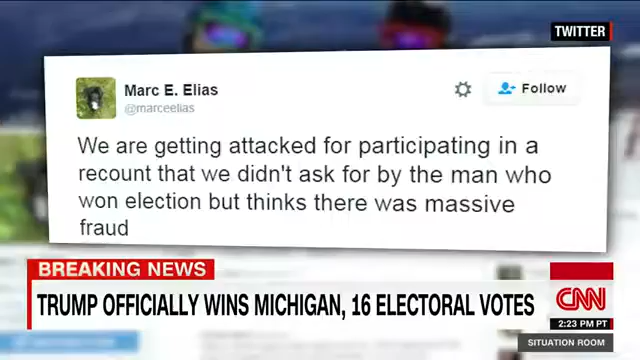 TWITTER
Marc E. Elias
@marceelias
Follow
We are getting attacked for participating in a
recount that we didn't ask for by the man who
won election but thinks there was massive
fraud
BREAKING NEWS
TRUMP OFFICIALLY WINS MICHIGAN, 16 ELECTORAL VOTES
CNN
2:23 PM PT
SITUATION ROOM